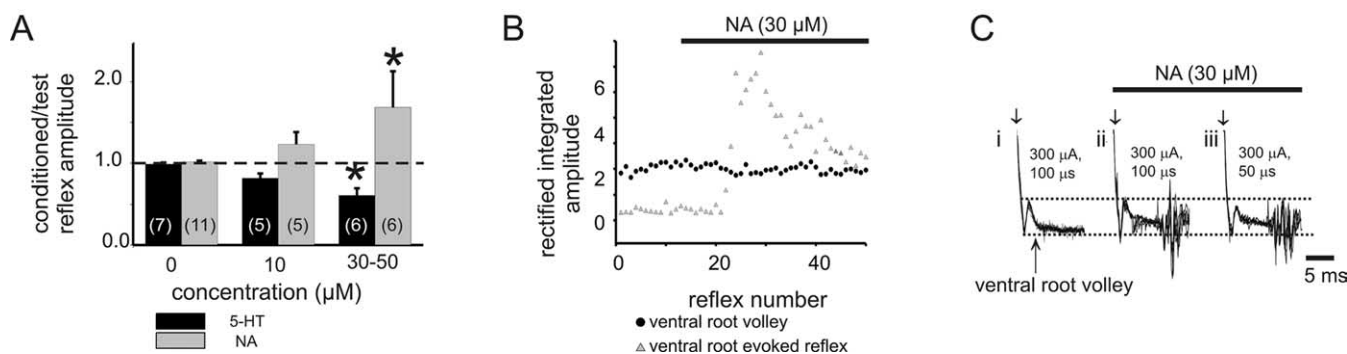 A
conditioned/test
reflex amplitude
2.0
1.0
0.0
*
*
(7)
(11)
(5)
(5)
(6)
(6)
0
10
30-50
concentration (µM)
5-HT
NA
B
NA (30 µM)
rectified integrated
amplitude
6
4
2
0
0
20
40
reflex number
ventral root volley
ventral root evoked reflex
C
NA (30 µM)
i
300 µA,
100 µs
ii
300 µA,
100 µs
iii
300 µA,
50 µs
ventral root volley
5 ms